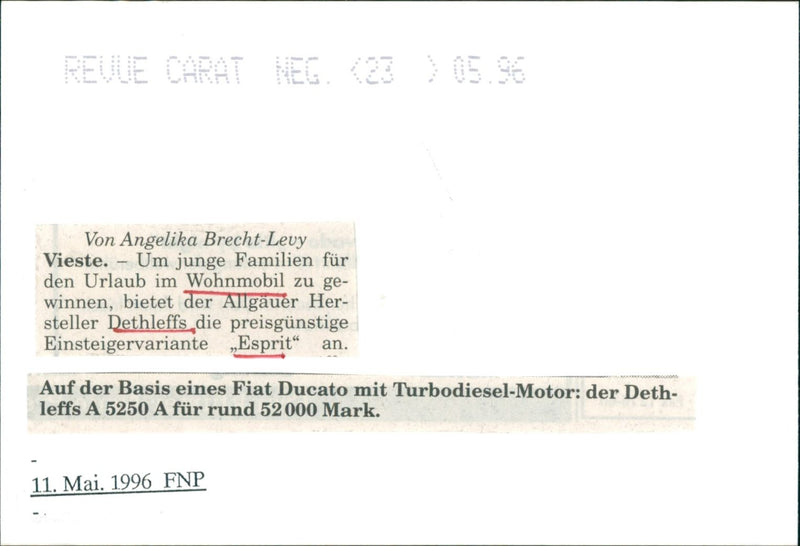 REVUE CARAT NEG. <23 > 05.96
Von Angelika Brecht-Levy
Vieste. – Um junge Familien für
den Urlaub im Wohnmobil zu ge-
winnen, bietet der Allgäuer Her-
steller Dethleffs die preisgünstige
Einsteigervariante „Esprit“ an.
Auf der Basis eines Fiat Ducato mit Turbodiesel-Motor: der Deth-
leffs A 5250 A für rund 52 000 Mark.
-
11. Mai. 1996 FNP
-